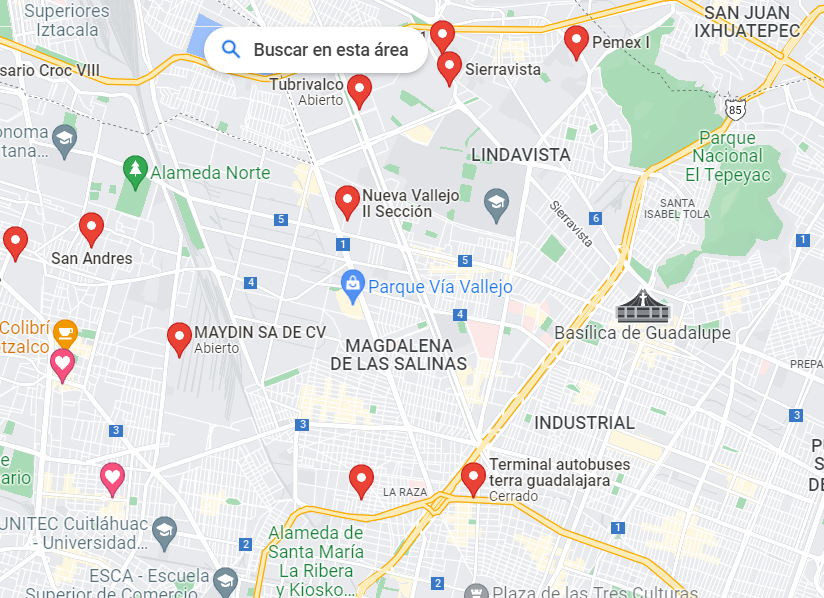 Superiores
Iztacala
SAN JUAN
IXHUATEPEC
Buscar en esta área
Pemex I
sario Croc VIII
Sierravista
Tubrivalco
Abierto
85
onoma
tana...
LINDAVISTA
Parque
Nacional
El Tepeyac
Alameda Norte
Nueva Vallejo
II Sección
SANTA
ISABEL TOLA
Sierravista
5
6
1
1
San Andres
5
4
Parque Vía Vallejo
4
Colibrí
tzalco
MAYDIN SA DE CV
Abierto
Basílica de Guadalupe
MAGDALENA
DE LAS SALINAS
PREPA
3
INDUSTRIAL
3
3
e
ario
Terminal autobuses
terra guadalajara
Cerrado
LA RAZA
UNITEC Cuitláhuac
- Universidad...
1
2
Alameda de
Santa María
La Ribera
y Kiosko...
ESCA - Escuela
Superior de Comercio
2
Plaza de las Tres Culturas